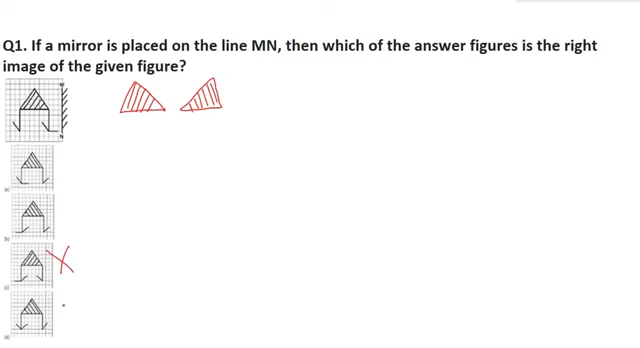 Q1. If a mirror is placed on the line MN, then which of the answer figures is the right
image of the given figure?
M
N
(a)
(b)
(c)
(d)